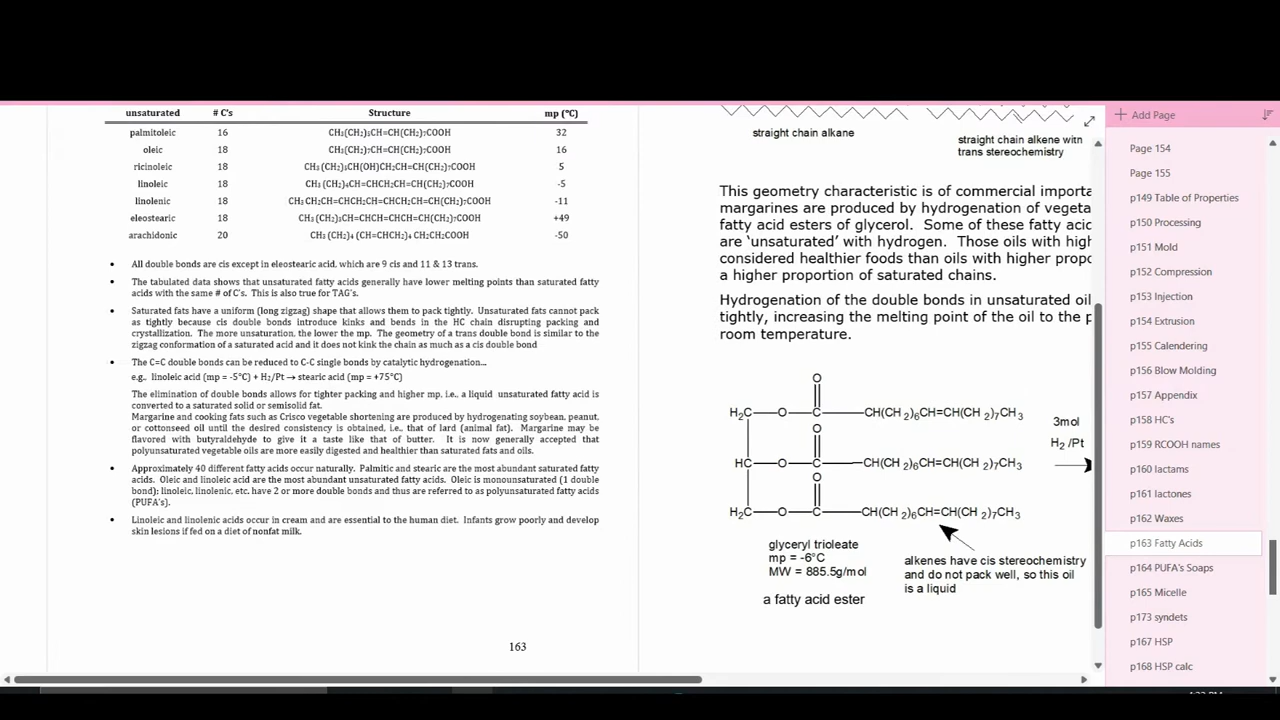 unsaturated # C's Structure mp (°C)
palmitoleic 16 CH₃(CH₂)₅CH=CH(CH₂)₇COOH 32
oleic 18 CH₃(CH₂)₇CH=CH(CH₂)₇COOH 16
ricinoleic 18 CH₃ (CH₂)₅CH(OH)CH₂CH=CH(CH₂)₇COOH 5
linoleic 18 CH₃ (CH₂)₄CH=CHCH₂CH=CH(CH₂)₇COOH -5
linolenic 18 CH₃ CH₂CH=CHCH₂CH=CHCH₂CH=CH(CH₂)₇COOH -11
eleostearic 18 CH₃ (CH₂)₃CH=CHCH=CHCH=CH(CH₂)₇COOH +49
arachidonic 20 CH₃ (CH₂)₄ (CH=CHCH₂)₄ CH₂CH₂COOH -50
• All double bonds are cis except in eleostearic acid, which are 9 cis and 11 & 13 trans.
• The tabulated data shows that unsaturated fatty acids generally have lower melting points than saturated fatty
acids with the same # of C's. This is also true for TAG's.
• Saturated fats have a uniform (long zigzag) shape that allows them to pack tightly. Unsaturated fats cannot pack
as tightly because cis double bonds introduce kinks and bends in the HC chain disrupting packing and
crystallization. The more unsaturation, the lower the mp. The geometry of a trans double bond is similar to the
zigzag conformation of a saturated acid and it does not kink the chain as much as a cis double bond
• The C=C double bonds can be reduced to C-C single bonds by catalytic hydrogenation...
e.g., linoleic acid (mp = -5°C) + H₂/Pt → stearic acid (mp = +75°C)
The elimination of double bonds allows for tighter packing and higher mp, i.e., a liquid unsaturated fatty acid is
converted to a saturated solid or semisolid fat.
Margarine and cooking fats such as Crisco vegetable shortening are produced by hydrogenating soybean, peanut,
or cottonseed oil until the desired consistency is obtained, i.e., that of lard (animal fat). Margarine may be
flavored with butyraldehyde to give it a taste like that of butter. It is now generally accepted that
polyunsaturated vegetable oils are more easily digested and healthier than saturated fats and oils.
• Approximately 40 different fatty acids occur naturally. Palmitic and stearic are the most abundant saturated fatty
acids. Oleic and linoleic acid are the most abundant unsaturated fatty acids. Oleic is monounsaturated (1 double
bond); linoleic, linolenic, etc. have 2 or more double bonds and thus are referred to as polyunsaturated fatty acids
(PUFA's).
• Linoleic and linolenic acids occur in cream and are essential to the human diet. Infants grow poorly and develop
skin lesions if fed on a diet of nonfat milk.
163
straight chain alkane
straight chain alkene with
trans stereochemistry
This geometry characteristic is of commercial importa
margarines are produced by hydrogenation of vegeta
fatty acid esters of glycerol. Some of these fatty acid
are 'unsaturated' with hydrogen. Those oils with high
considered healthier foods than oils with higher propo
a higher proportion of saturated chains.
Hydrogenation of the double bonds in unsaturated oil
tightly, increasing the melting point of the oil to the p
room temperature.
O
H₂C O C CH(CH ₂)₆CH=CH(CH ₂)₇CH₃
3mol
O
H₂ /Pt
HC O C CH(CH ₂)₆CH=CH(CH ₂)₇CH₃
O
H₂C O C CH(CH ₂)₆CH=CH(CH ₂)₇CH₃
glyceryl trioleate
mp = -6°C
MW = 885.5g/mol
a fatty acid ester
alkenes have cis stereochemistry
and do not pack well, so this oil
is a liquid
Add Page
Page 154
Page 155
p149 Table of Properties
p150 Processing
p151 Mold
p152 Compression
p153 Injection
p154 Extrusion
p155 Calendering
p156 Blow Molding
p157 Appendix
p158 HC's
p159 RCOOH names
p160 lactams
p161 lactones
p162 Waxes
p163 Fatty Acids
p164 PUFA's Soaps
p165 Micelle
p173 syndets
p167 HSP
p168 HSP calc